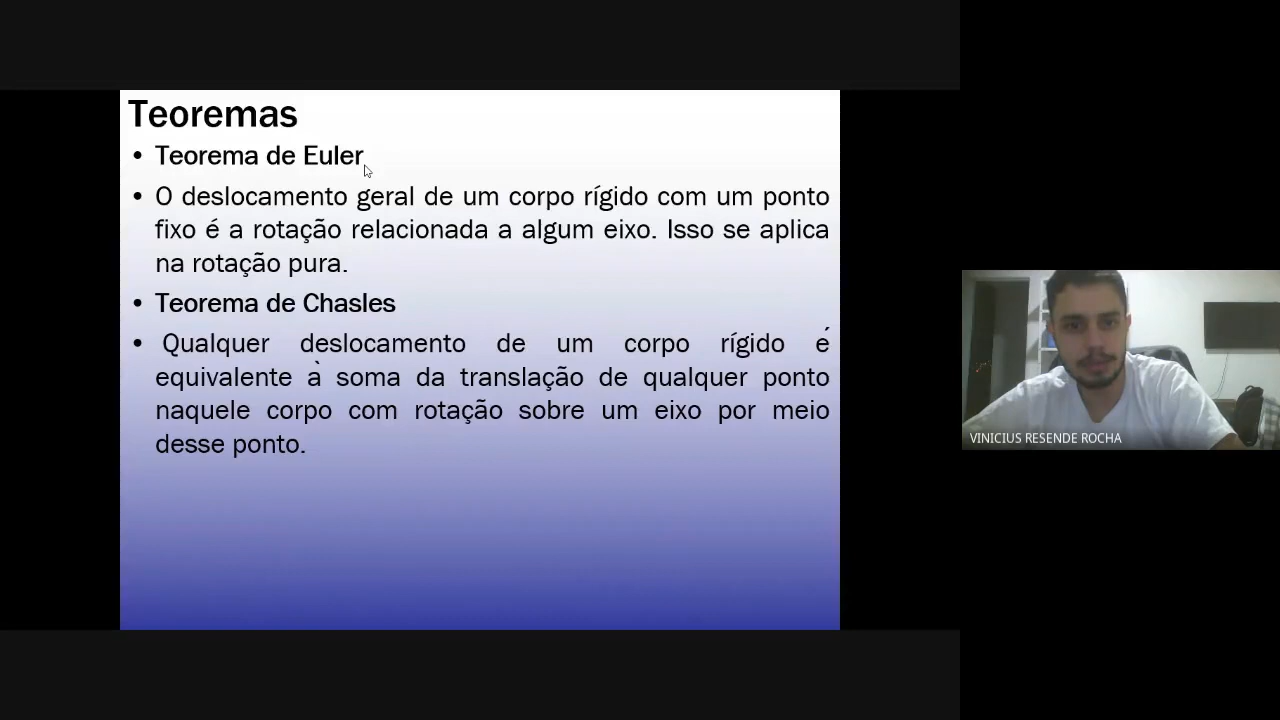 Teoremas
• Teorema de Euler
• O deslocamento geral de um corpo rígido com um ponto
fixo é a rotação relacionada a algum eixo. Isso se aplica
na rotação pura.
• Teorema de Chasles
• Qualquer deslocamento de um corpo rígido é
equivalente à soma da translação de qualquer ponto
naquele corpo com rotação sobre um eixo por meio
desse ponto.
VINICIUS RESENDE ROCHA